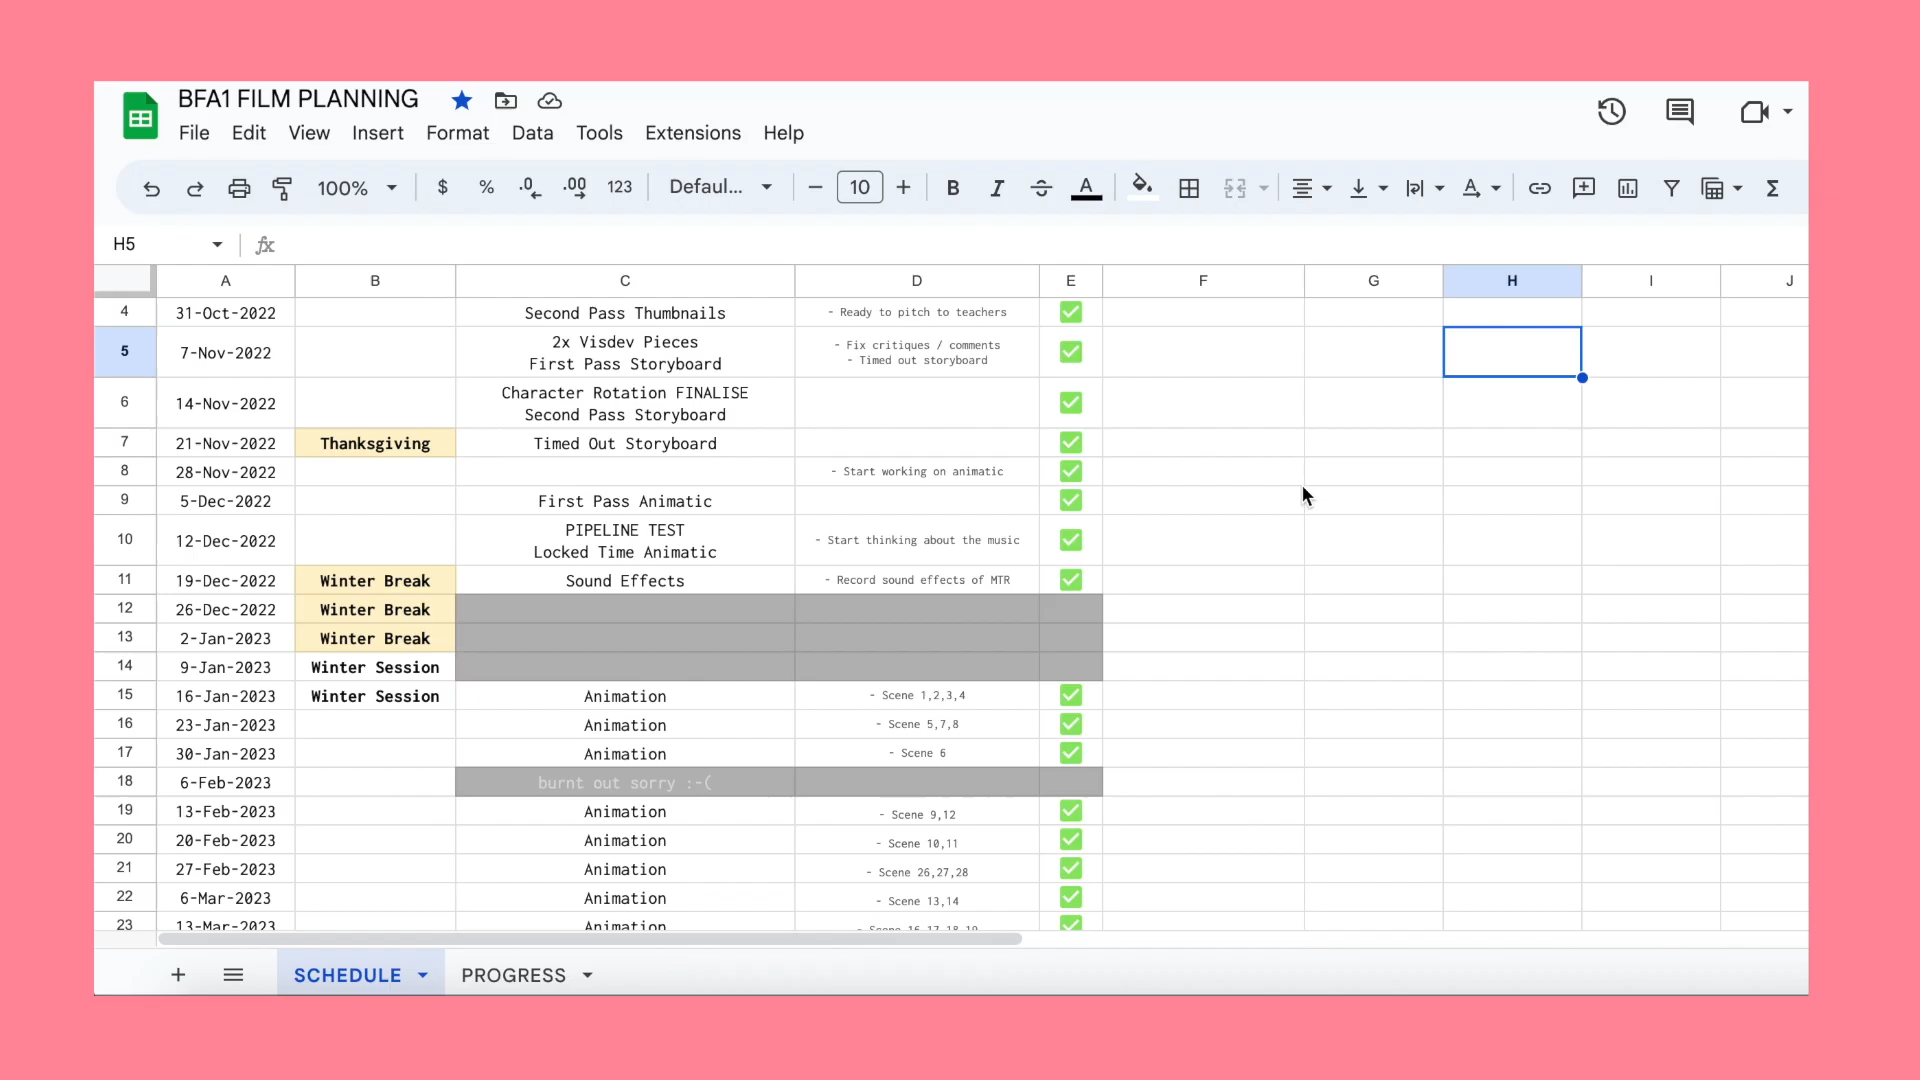 BFA1 FILM PLANNING
File Edit View Insert Format Data Tools Extensions Help
100% $ % .0 .00 123 Defaul... − 10 + B I S A A Σ
H5 fx
A B C D E F G H I J
4 31-Oct-2022 Second Pass Thumbnails - Ready to pitch to teachers
5 7-Nov-2022 2x Visdev Pieces - Fix critiques / comments
First Pass Storyboard - Timed out storyboard
6 14-Nov-2022 Character Rotation FINALISE
Second Pass Storyboard
7 21-Nov-2022 Thanksgiving Timed Out Storyboard
8 28-Nov-2022 - Start working on animatic
9 5-Dec-2022 First Pass Animatic
10 12-Dec-2022 PIPELINE TEST - Start thinking about the music
Locked Time Animatic
11 19-Dec-2022 Winter Break Sound Effects - Record sound effects of MTR
12 26-Dec-2022 Winter Break
13 2-Jan-2023 Winter Break
14 9-Jan-2023 Winter Session
15 16-Jan-2023 Winter Session Animation - Scene 1,2,3,4
16 23-Jan-2023 Animation - Scene 5,7,8
17 30-Jan-2023 Animation - Scene 6
18 6-Feb-2023 burnt out sorry :-(
19 13-Feb-2023 Animation - Scene 9,12
20 20-Feb-2023 Animation - Scene 10,11
21 27-Feb-2023 Animation - Scene 26,27,28
22 6-Mar-2023 Animation - Scene 13,14
23 13-Mar-2023 Animation - Scene 16,17,18,19
+ SCHEDULE PROGRESS